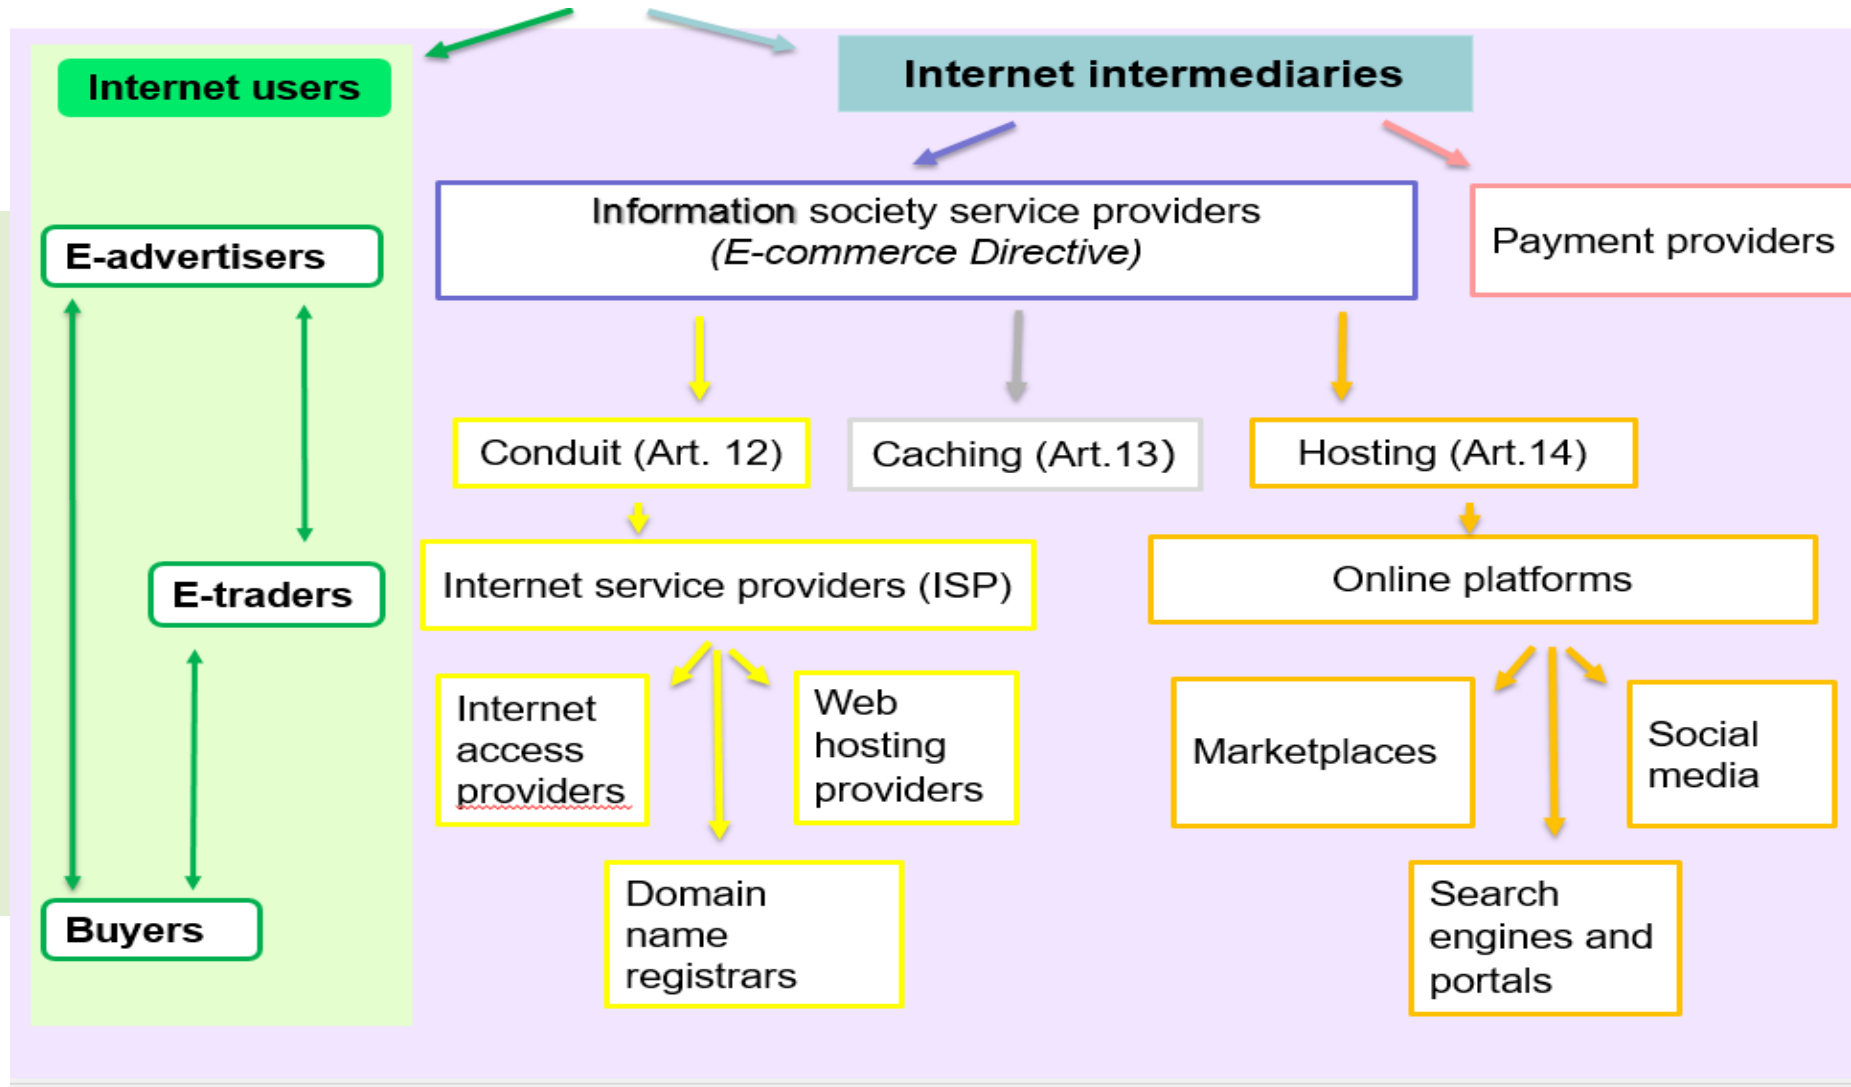 Internet users
Internet intermediaries
Information society service providers
(E-commerce Directive)
Payment providers
E-advertisers
Conduit (Art. 12)
Caching (Art.13)
Hosting (Art.14)
E-traders
Internet service providers (ISP)
Online platforms
Internet
access
providers
Web
hosting
providers
Marketplaces
Social
media
Buyers
Domain
name
registrars
Search
engines and
portals